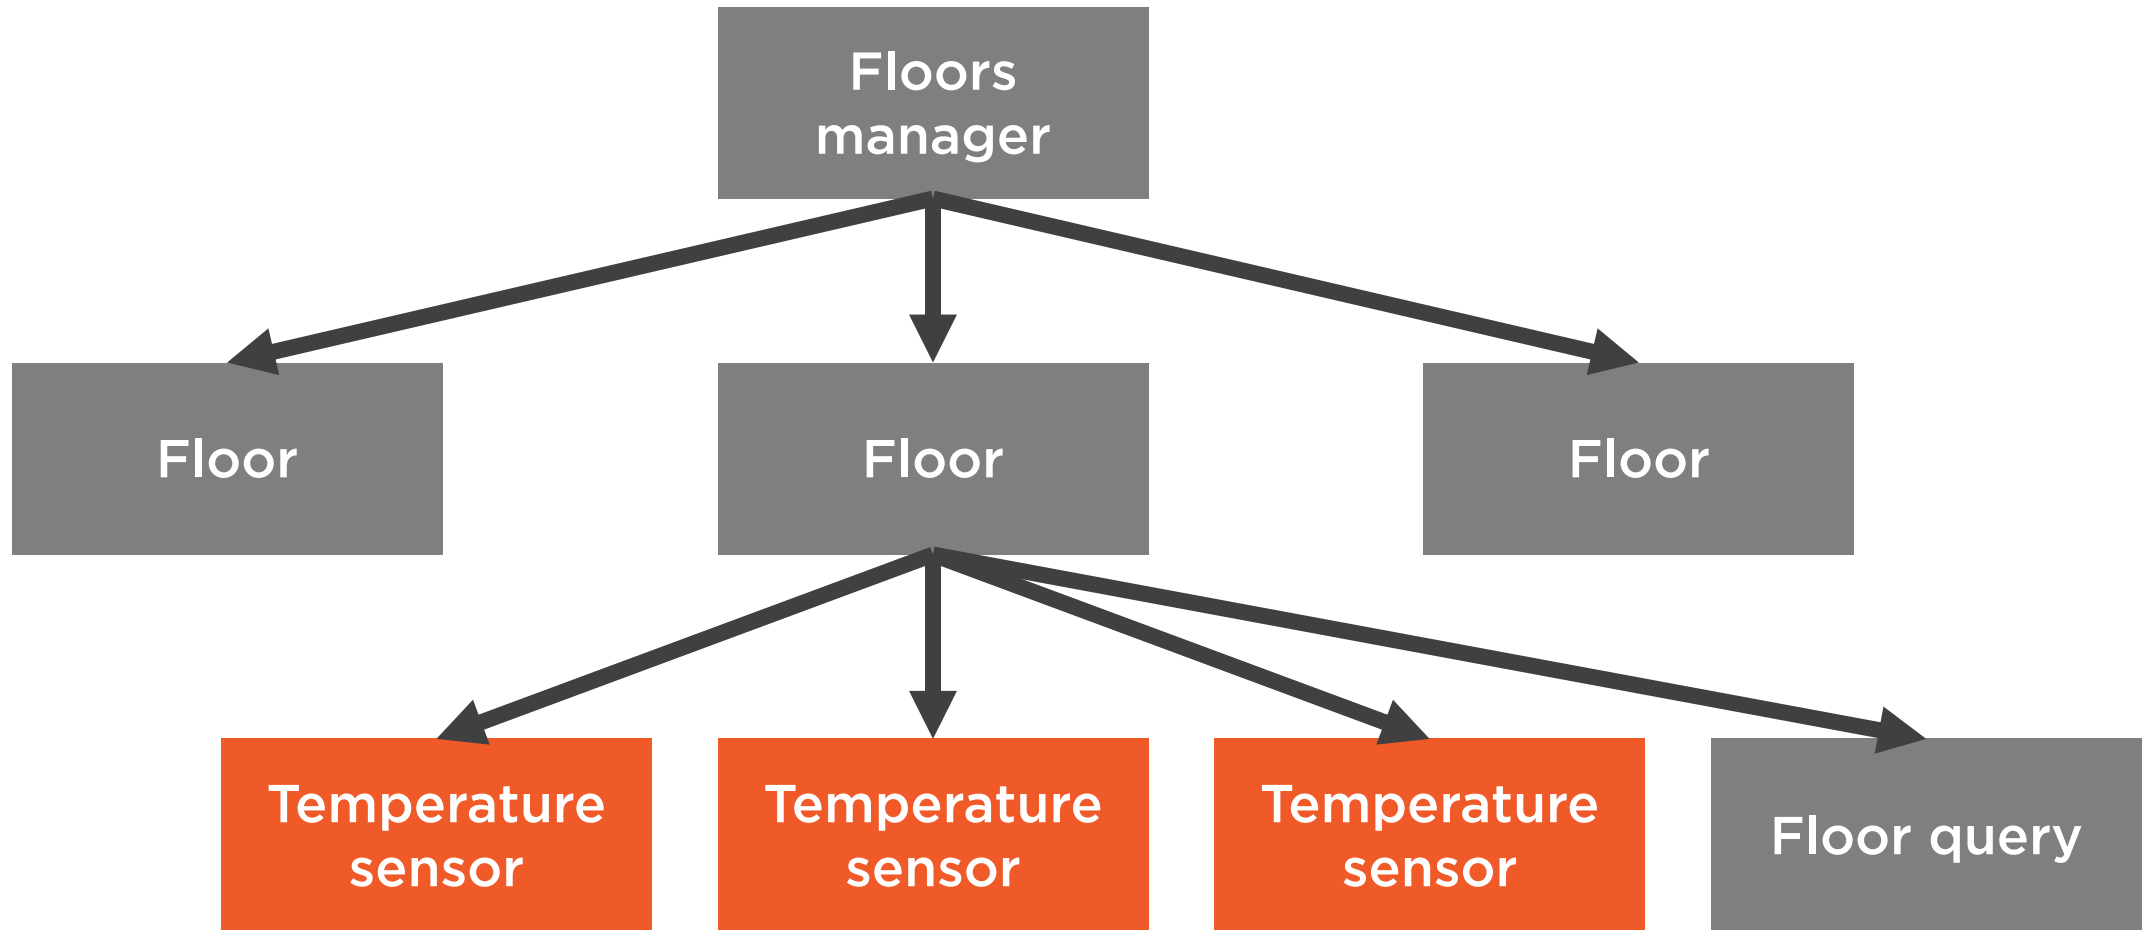 Floors
manager
Floor
Floor
Floor
Temperature
sensor
Temperature
sensor
Temperature
sensor
Floor query